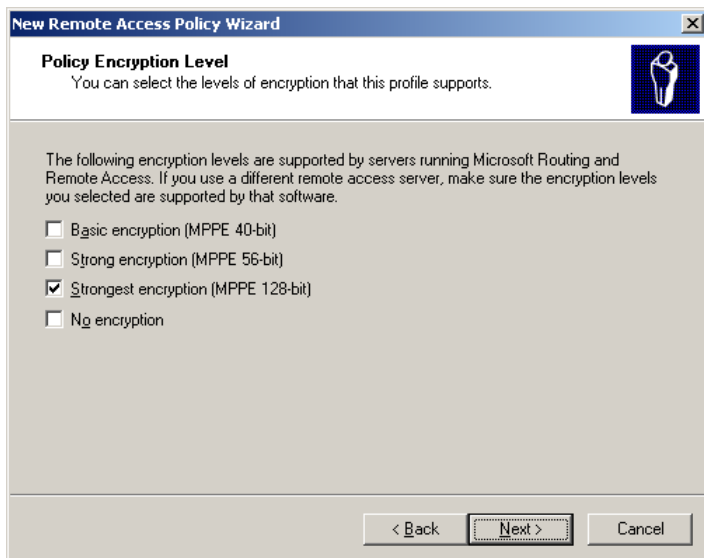 New Remote Access Policy Wizard
Policy Encryption Level
You can select the levels of encryption that this profile supports.
The following encryption levels are supported by servers running Microsoft Routing and
Remote Access. If you use a different remote access server, make sure the encryption levels
you selected are supported by that software.
Basic encryption (MPPE 40-bit)
Strong encryption (MPPE 56-bit)
Strongest encryption (MPPE 128-bit)
No encryption
< Back Next > Cancel